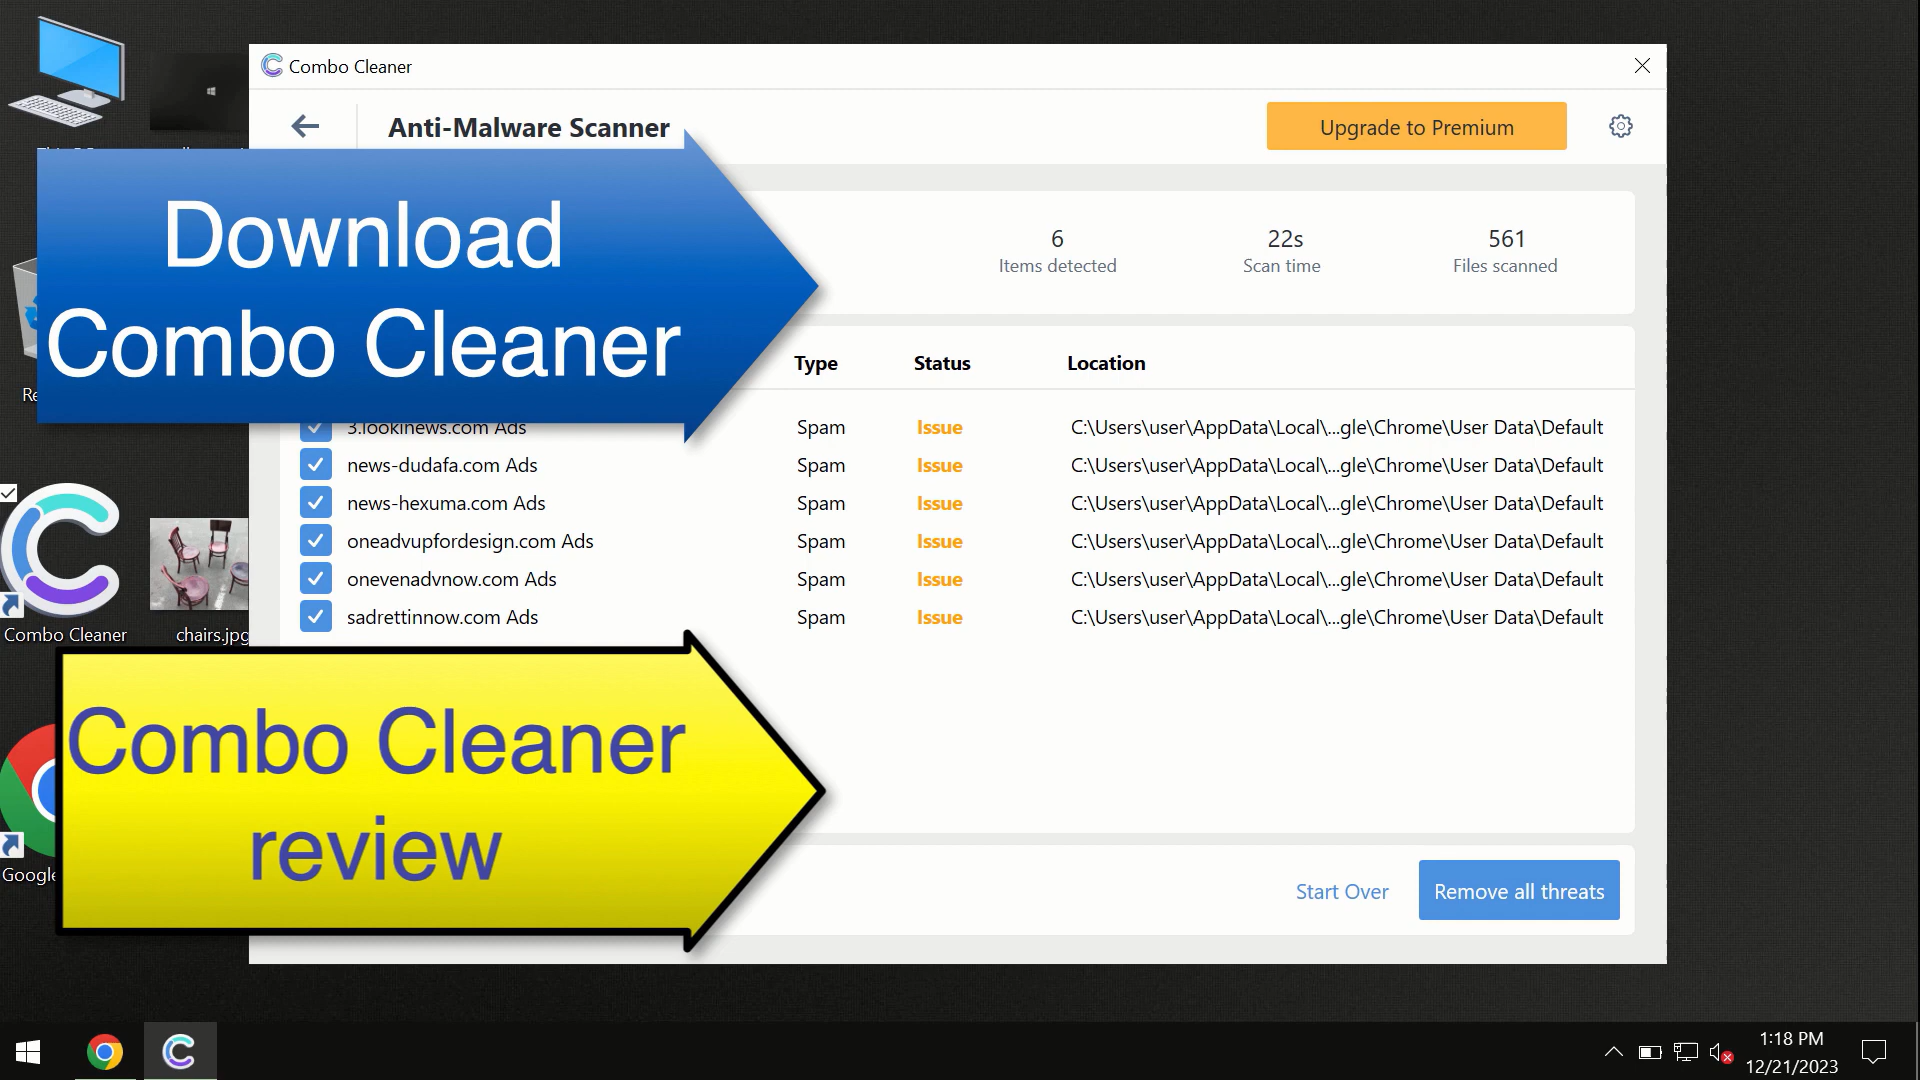 Combo Cleaner
Anti-Malware Scanner
Upgrade to Premium
Download
Combo Cleaner
6
Items detected
22s
Scan time
561
Files scanned
Type Status Location
3.lookinews.com Ads Spam Issue C:\Users\user\AppData\Local\...gle\Chrome\User Data\Default
news-dudafa.com Ads Spam Issue C:\Users\user\AppData\Local\...gle\Chrome\User Data\Default
news-hexuma.com Ads Spam Issue C:\Users\user\AppData\Local\...gle\Chrome\User Data\Default
oneadvupfordesign.com Ads Spam Issue C:\Users\user\AppData\Local\...gle\Chrome\User Data\Default
onevenadvnow.com Ads Spam Issue C:\Users\user\AppData\Local\...gle\Chrome\User Data\Default
sadrettinnow.com Ads Spam Issue C:\Users\user\AppData\Local\...gle\Chrome\User Data\Default
Combo Cleaner
chairs.jpg
Combo Cleaner
review
Google
Start Over
Remove all threats
1:18 PM
12/21/2023